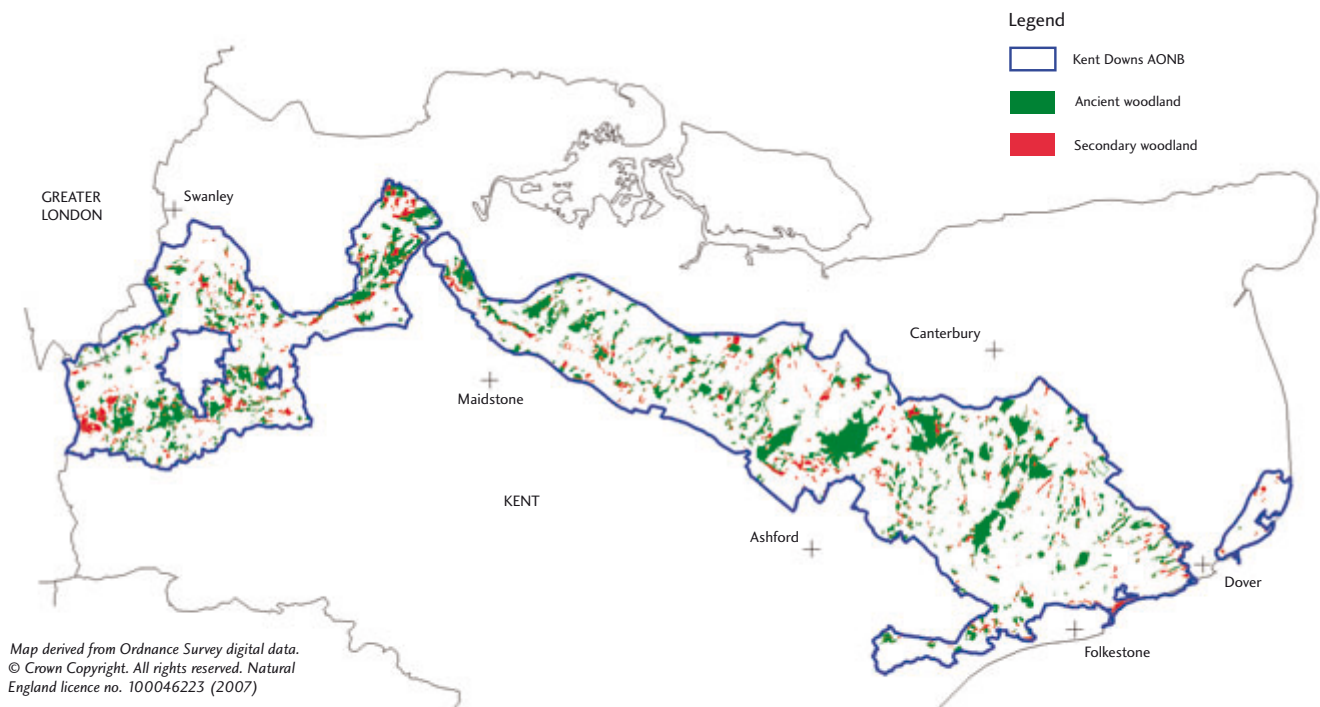 Legend
Kent Downs AONB
Ancient woodland
Secondary woodland
GREATER
LONDON
Swanley
Canterbury
Maidstone
KENT
Ashford
Dover
Folkestone
Map derived from Ordnance Survey digital data.
© Crown Copyright. All rights reserved. Natural
England licence no. 100046223 (2007)